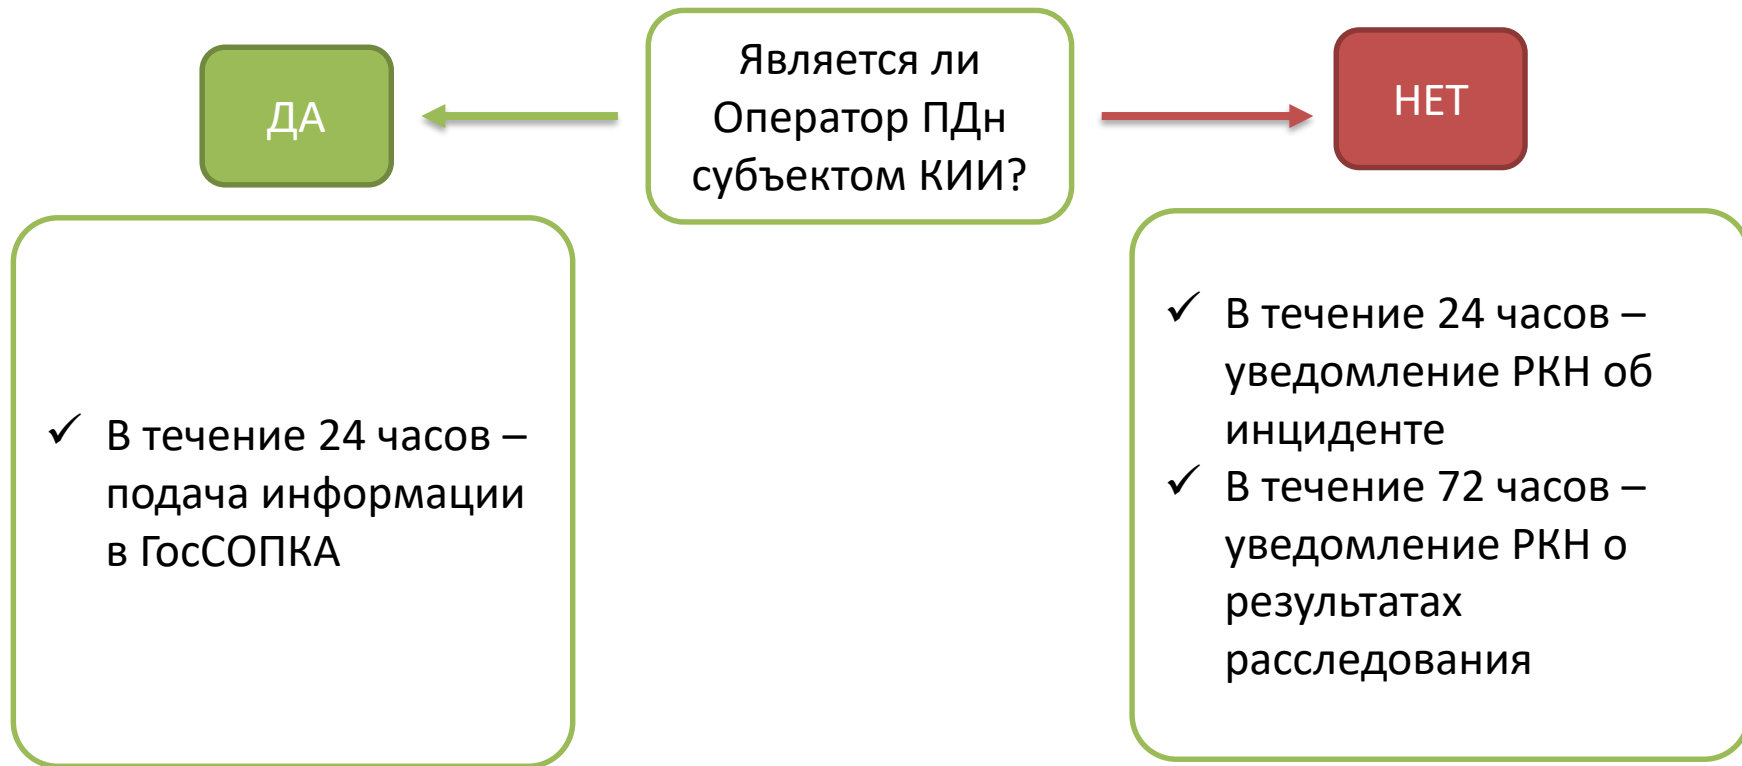 Является ли
Оператор ПДн
субъектом КИИ?
ДА
НЕТ
✓ В течение 24 часов –
подача информации
в ГосСОПКА
✓ В течение 24 часов –
уведомление РКН об
инциденте
✓ В течение 72 часов –
уведомление РКН о
результатах
расследования